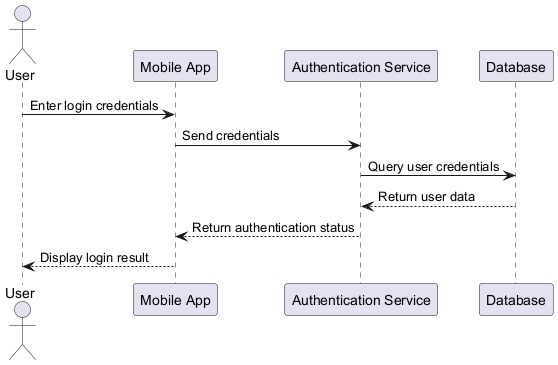 User
Mobile App
Authentication Service
Database
Enter login credentials
Send credentials
Query user credentials
Return user data
Return authentication status
Display login result
User
Mobile App
Authentication Service
Database